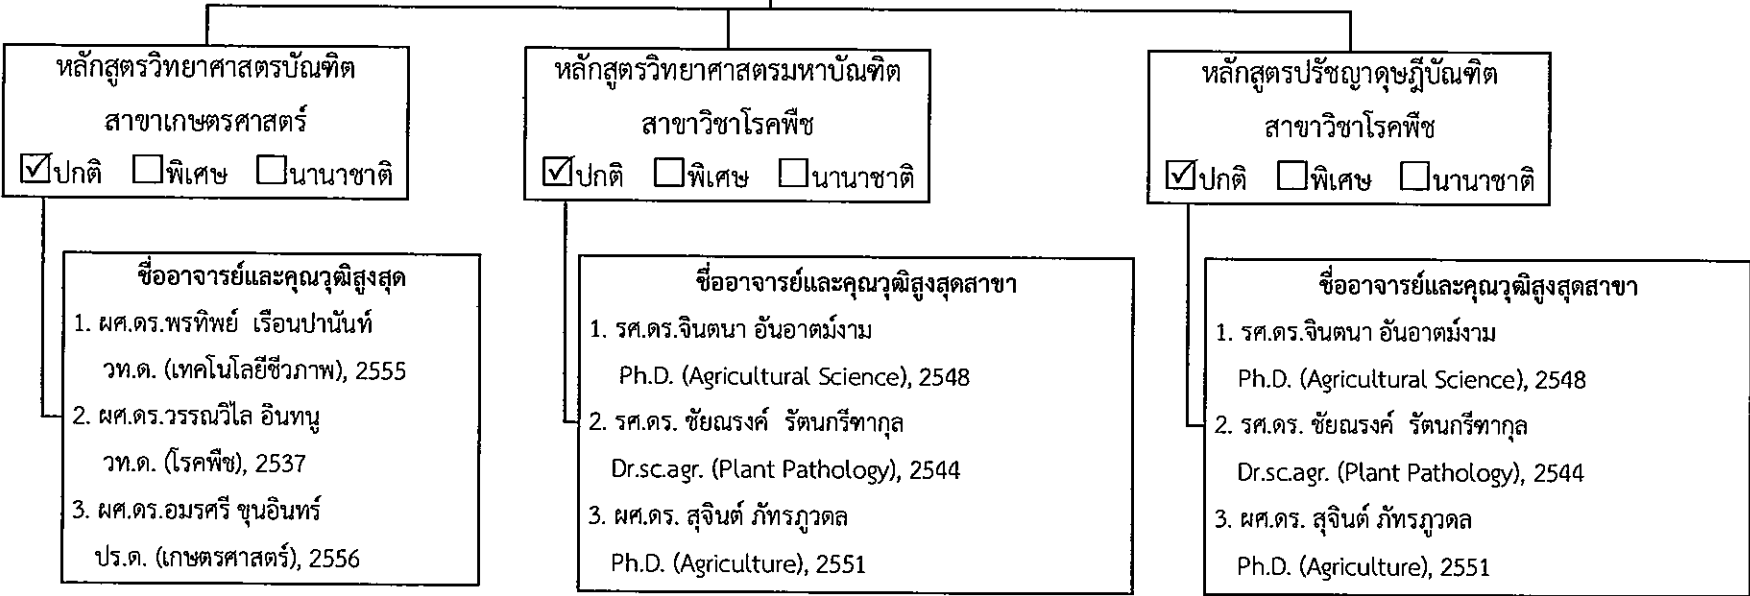 หลักสูตรวิทยาศาสตรบัณฑิต
สาขาเกษตรศาสตร์
☑ปกติ ☐พิเศษ ☐นานาชาติ
ชื่ออาจารย์และคุณวุฒิสูงสุด
1. ผศ.ดร.พรทิพย์ เรือนปานันท์
วท.ด. (เทคโนโลยีชีวภาพ), 2555
2. ผศ.ดร.วรรณวิไล อินทนู
วท.ด. (โรคพืช), 2537
3. ผศ.ดร.อมรศรี ขุนอินทร์
ปร.ด. (เกษตรศาสตร์), 2556
หลักสูตรวิทยาศาสตรมหาบัณฑิต
สาขาวิชาโรคพืช
☑ปกติ ☐พิเศษ ☐นานาชาติ
ชื่ออาจารย์และคุณวุฒิสูงสุดสาขา
1. รศ.ดร.จินตนา อันอาตม์งาม
Ph.D. (Agricultural Science), 2548
2. รศ.ดร. ชัยณรงค์ รัตนกรีฑากุล
Dr.sc.agr. (Plant Pathology), 2544
3. ผศ.ดร. สุจินต์ ภัทรภูวดล
Ph.D. (Agriculture), 2551
หลักสูตรปรัชญาดุษฎีบัณฑิต
สาขาวิชาโรคพืช
☑ปกติ ☐พิเศษ ☐นานาชาติ
ชื่ออาจารย์และคุณวุฒิสูงสุดสาขา
1. รศ.ดร.จินตนา อันอาตม์งาม
Ph.D. (Agricultural Science), 2548
2. รศ.ดร. ชัยณรงค์ รัตนกรีฑากุล
Dr.sc.agr. (Plant Pathology), 2544
3. ผศ.ดร. สุจินต์ ภัทรภูวดล
Ph.D. (Agriculture), 2551